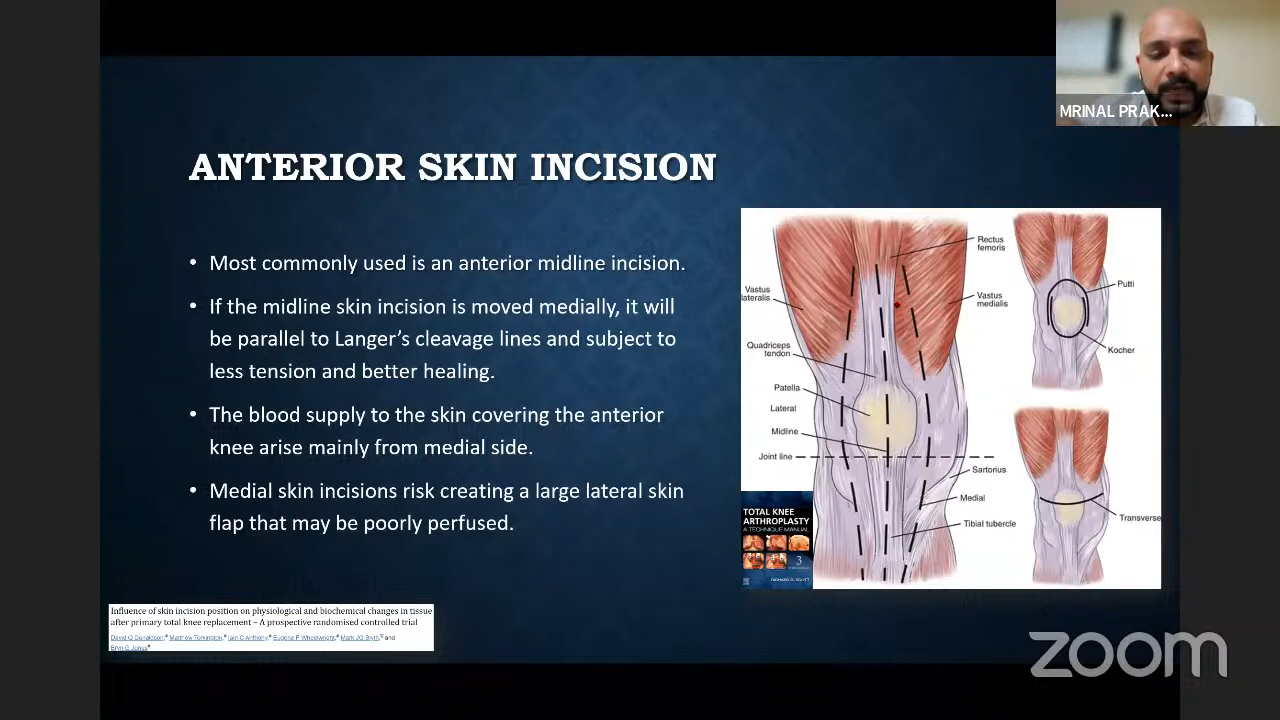 MRINAL PRAK...
ANTERIOR SKIN INCISION
• Most commonly used is an anterior midline incision.
• If the midline skin incision is moved medially, it will
be parallel to Langer's cleavage lines and subject to
less tension and better healing.
• The blood supply to the skin covering the anterior
knee arise mainly from medial side.
• Medial skin incisions risk creating a large lateral skin
flap that may be poorly perfused.
Rectus
femoris
Vastus
lateralis
Vastus
medialis
Quadriceps
tendon
Patella
Lateral
Midline
Joint line
Sartorius
Medial
Tibial tubercle
Putti
Kocher
Transverse
TOTAL KNEE
ARTHROPLASTY
A TECHNIQUE MANUAL
3
Influence of skin incision position on physiological and biochemical changes in tissue
after primary total knee replacement – A prospective randomised controlled trial
David Q Donaldson, Matthew Torkington, Iain C Anthony, Eugene F Wheelwright, Mark JG Blyth, and
Bryn G Jones
zoom